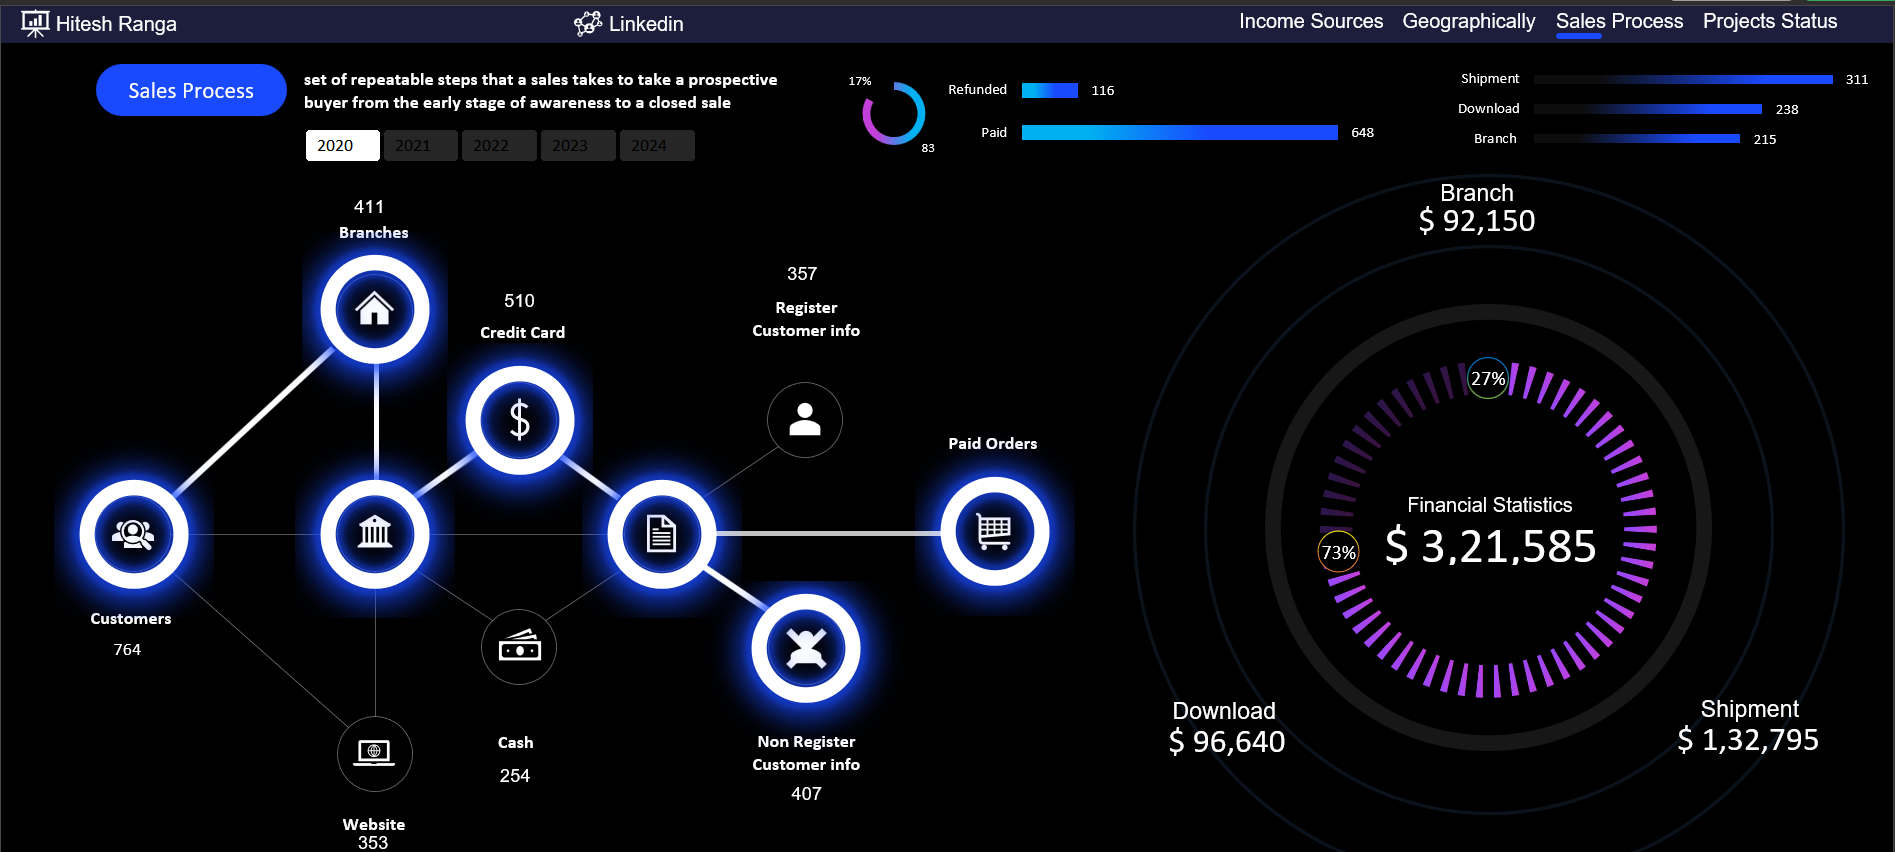 Hitesh Ranga
Linkedin
Income Sources
Geographically
Sales Process
Projects Status
Sales Process
set of repeatable steps that a sales takes to take a prospective
buyer from the early stage of awareness to a closed sale
2020
2021
2022
2023
2024
17%
83
Refunded
116
Paid
648
Shipment
311
Download
238
Branch
215
411
Branches
510
Credit Card
357
Register
Customer info
Paid Orders
$
Customers
764
Cash
254
Non Register
Customer info
407
Website
353
Branch
$ 92,150
27%
73%
Financial Statistics
$ 3,21,585
Download
$ 96,640
Shipment
$ 1,32,795